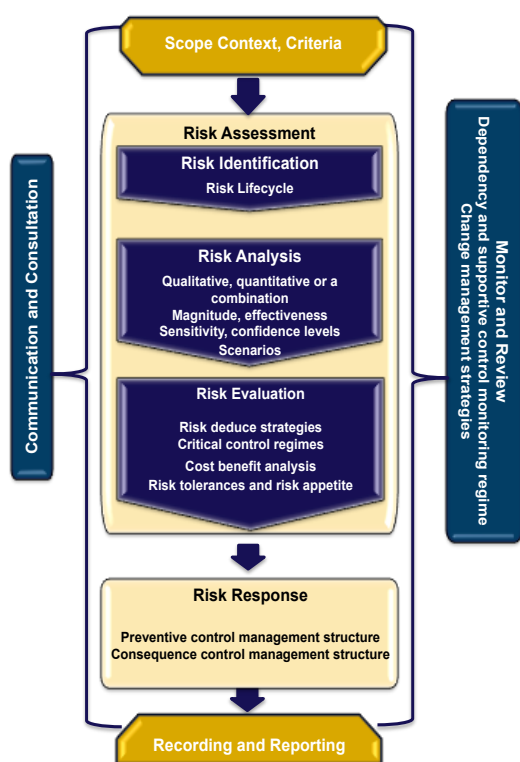 Scope Context, Criteria
Risk Assessment
Risk Identification
Risk Lifecycle
Risk Analysis
Qualitative, quantitative or a
combination
Magnitude, effectiveness
Sensitivity, confidence levels
Scenarios
Risk Evaluation
Risk deduce strategies
Critical control regimes
Cost benefit analysis
Risk tolerances and risk appetite
Risk Response
Preventive control management structure
Consequence control management structure
Recording and Reporting
Communication and Consultation
Monitor and Review
Dependency and supportive control monitoring regime
Change management strategies